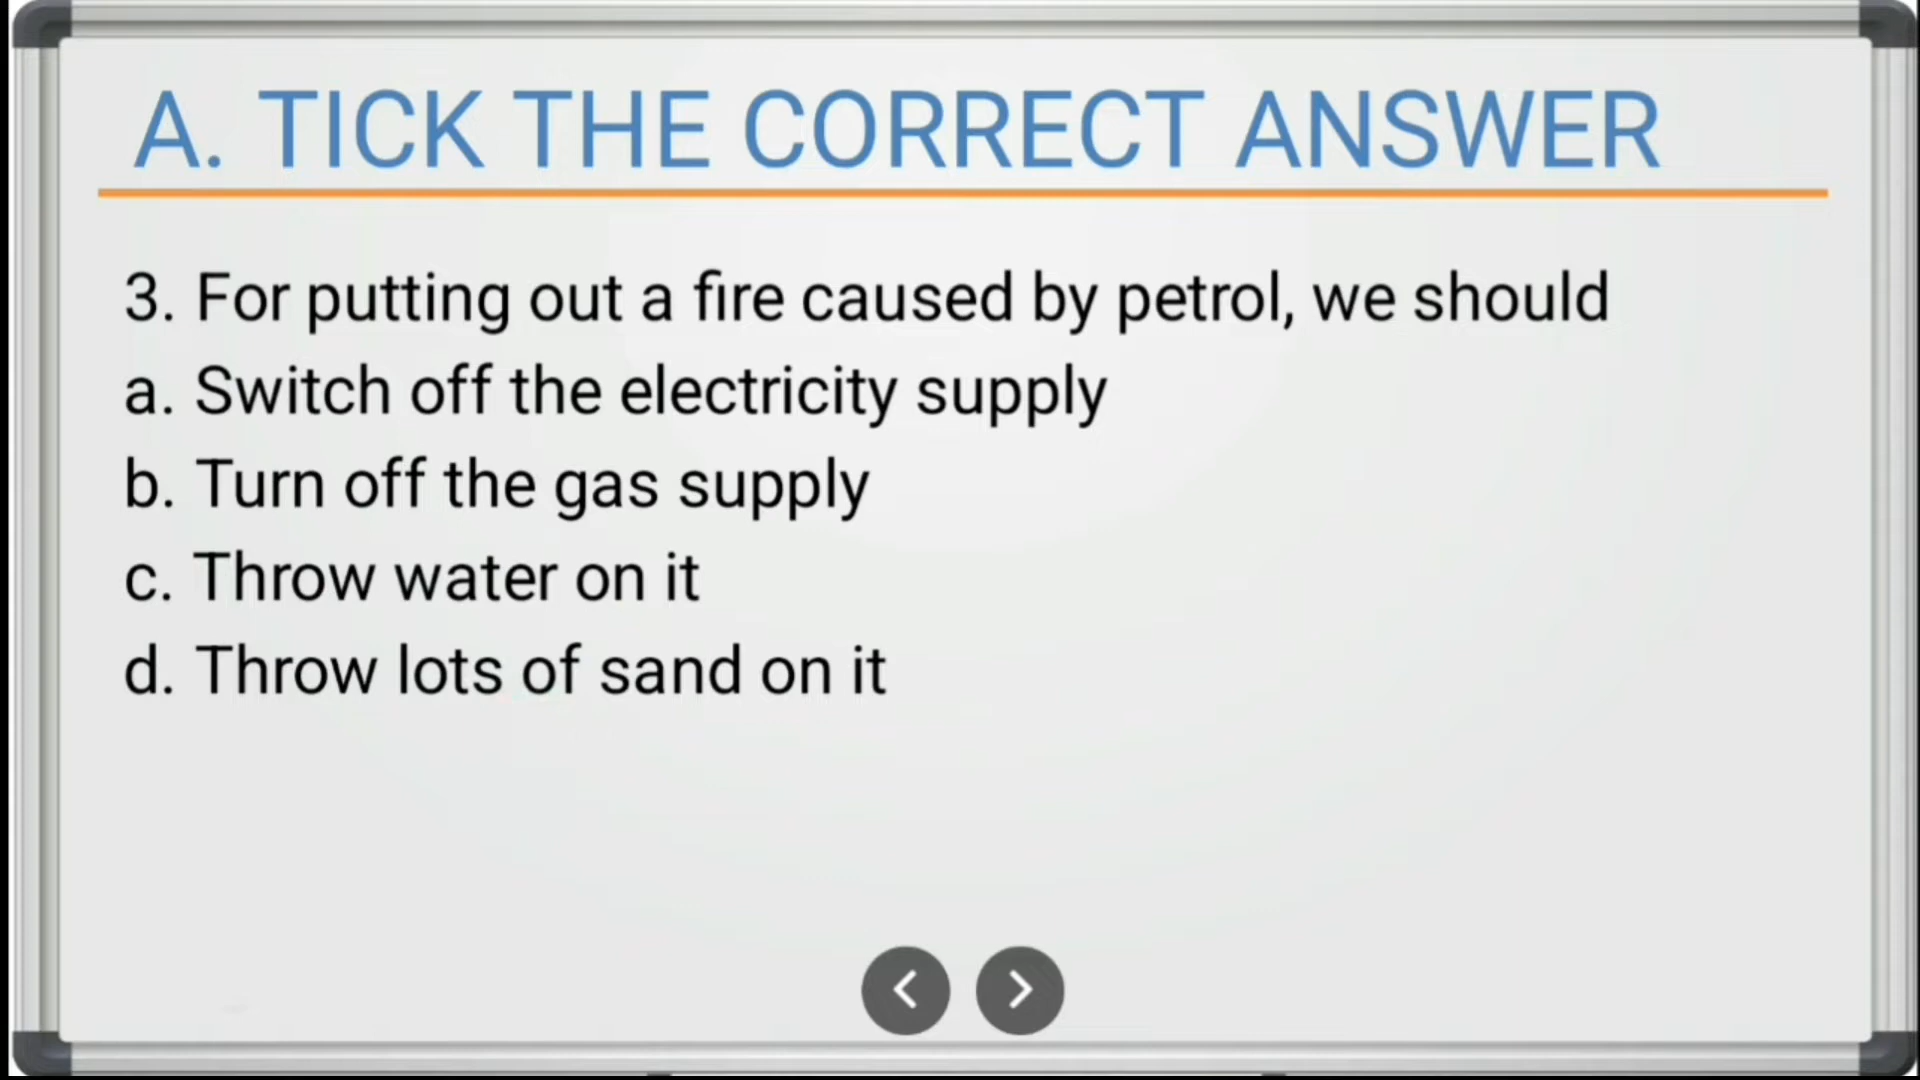 A. TICK THE CORRECT ANSWER
3. For putting out a fire caused by petrol, we should
a. Switch off the electricity supply
b. Turn off the gas supply
c. Throw water on it
d. Throw lots of sand on it